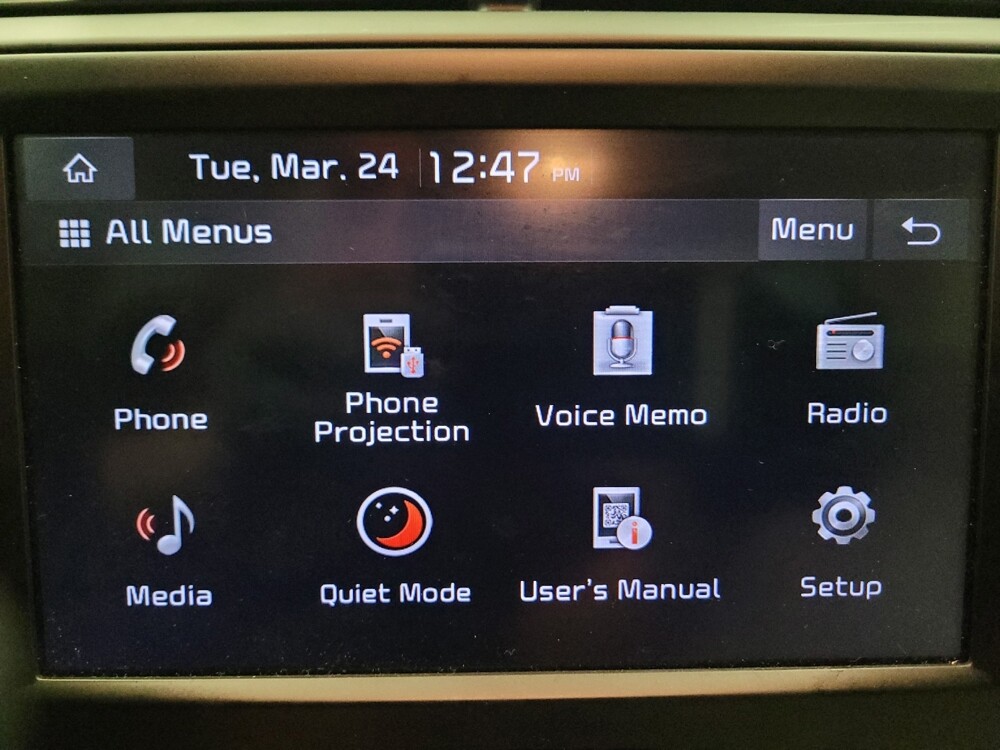 Tue, Mar. 24 12:47 PM
All Menus Menu
Phone
Phone
Projection
Voice Memo
Radio
Media
Quiet Mode
User's Manual
Setup